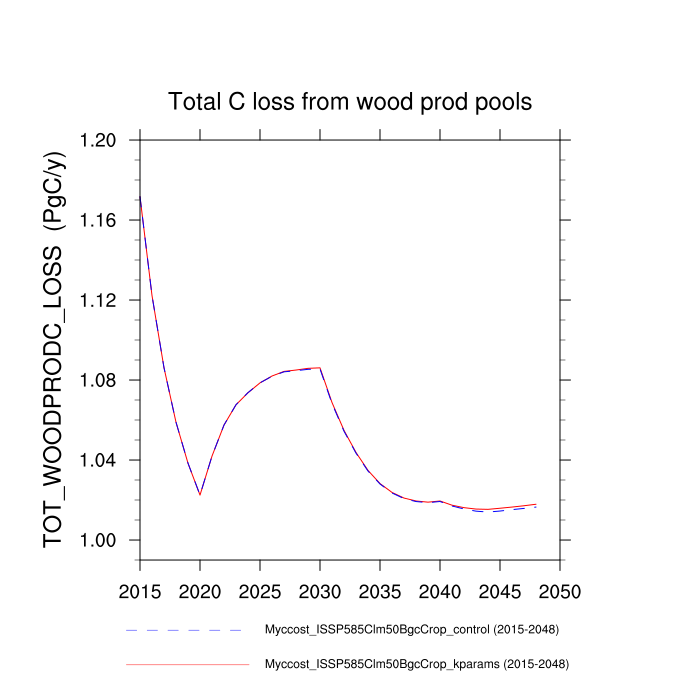 Total C loss from wood prod pools
TOT_WOODPRODC_LOSS (PgC/y)
1.20
1.16
1.12
1.08
1.04
1.00
2015 2020 2025 2030 2035 2040 2045 2050
Myccost_ISSP585Clm50BgcCrop_control (2015-2048)
Myccost_ISSP585Clm50BgcCrop_kparams (2015-2048)